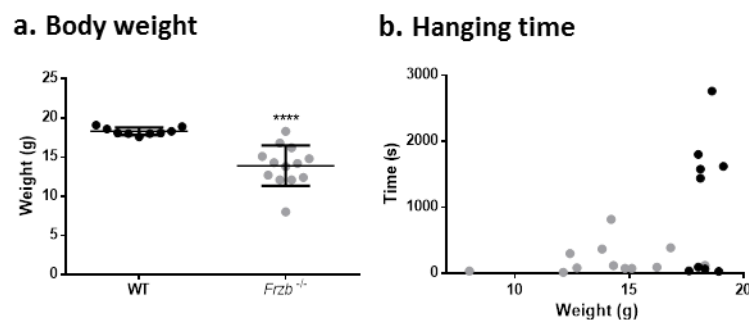 a. Body weight
25
20
15
10
5
0
Weight (g)
****
WT
Frzb -/-
b. Hanging time
3000
2000
1000
0
Time (s)
10
15
20
Weight (g)